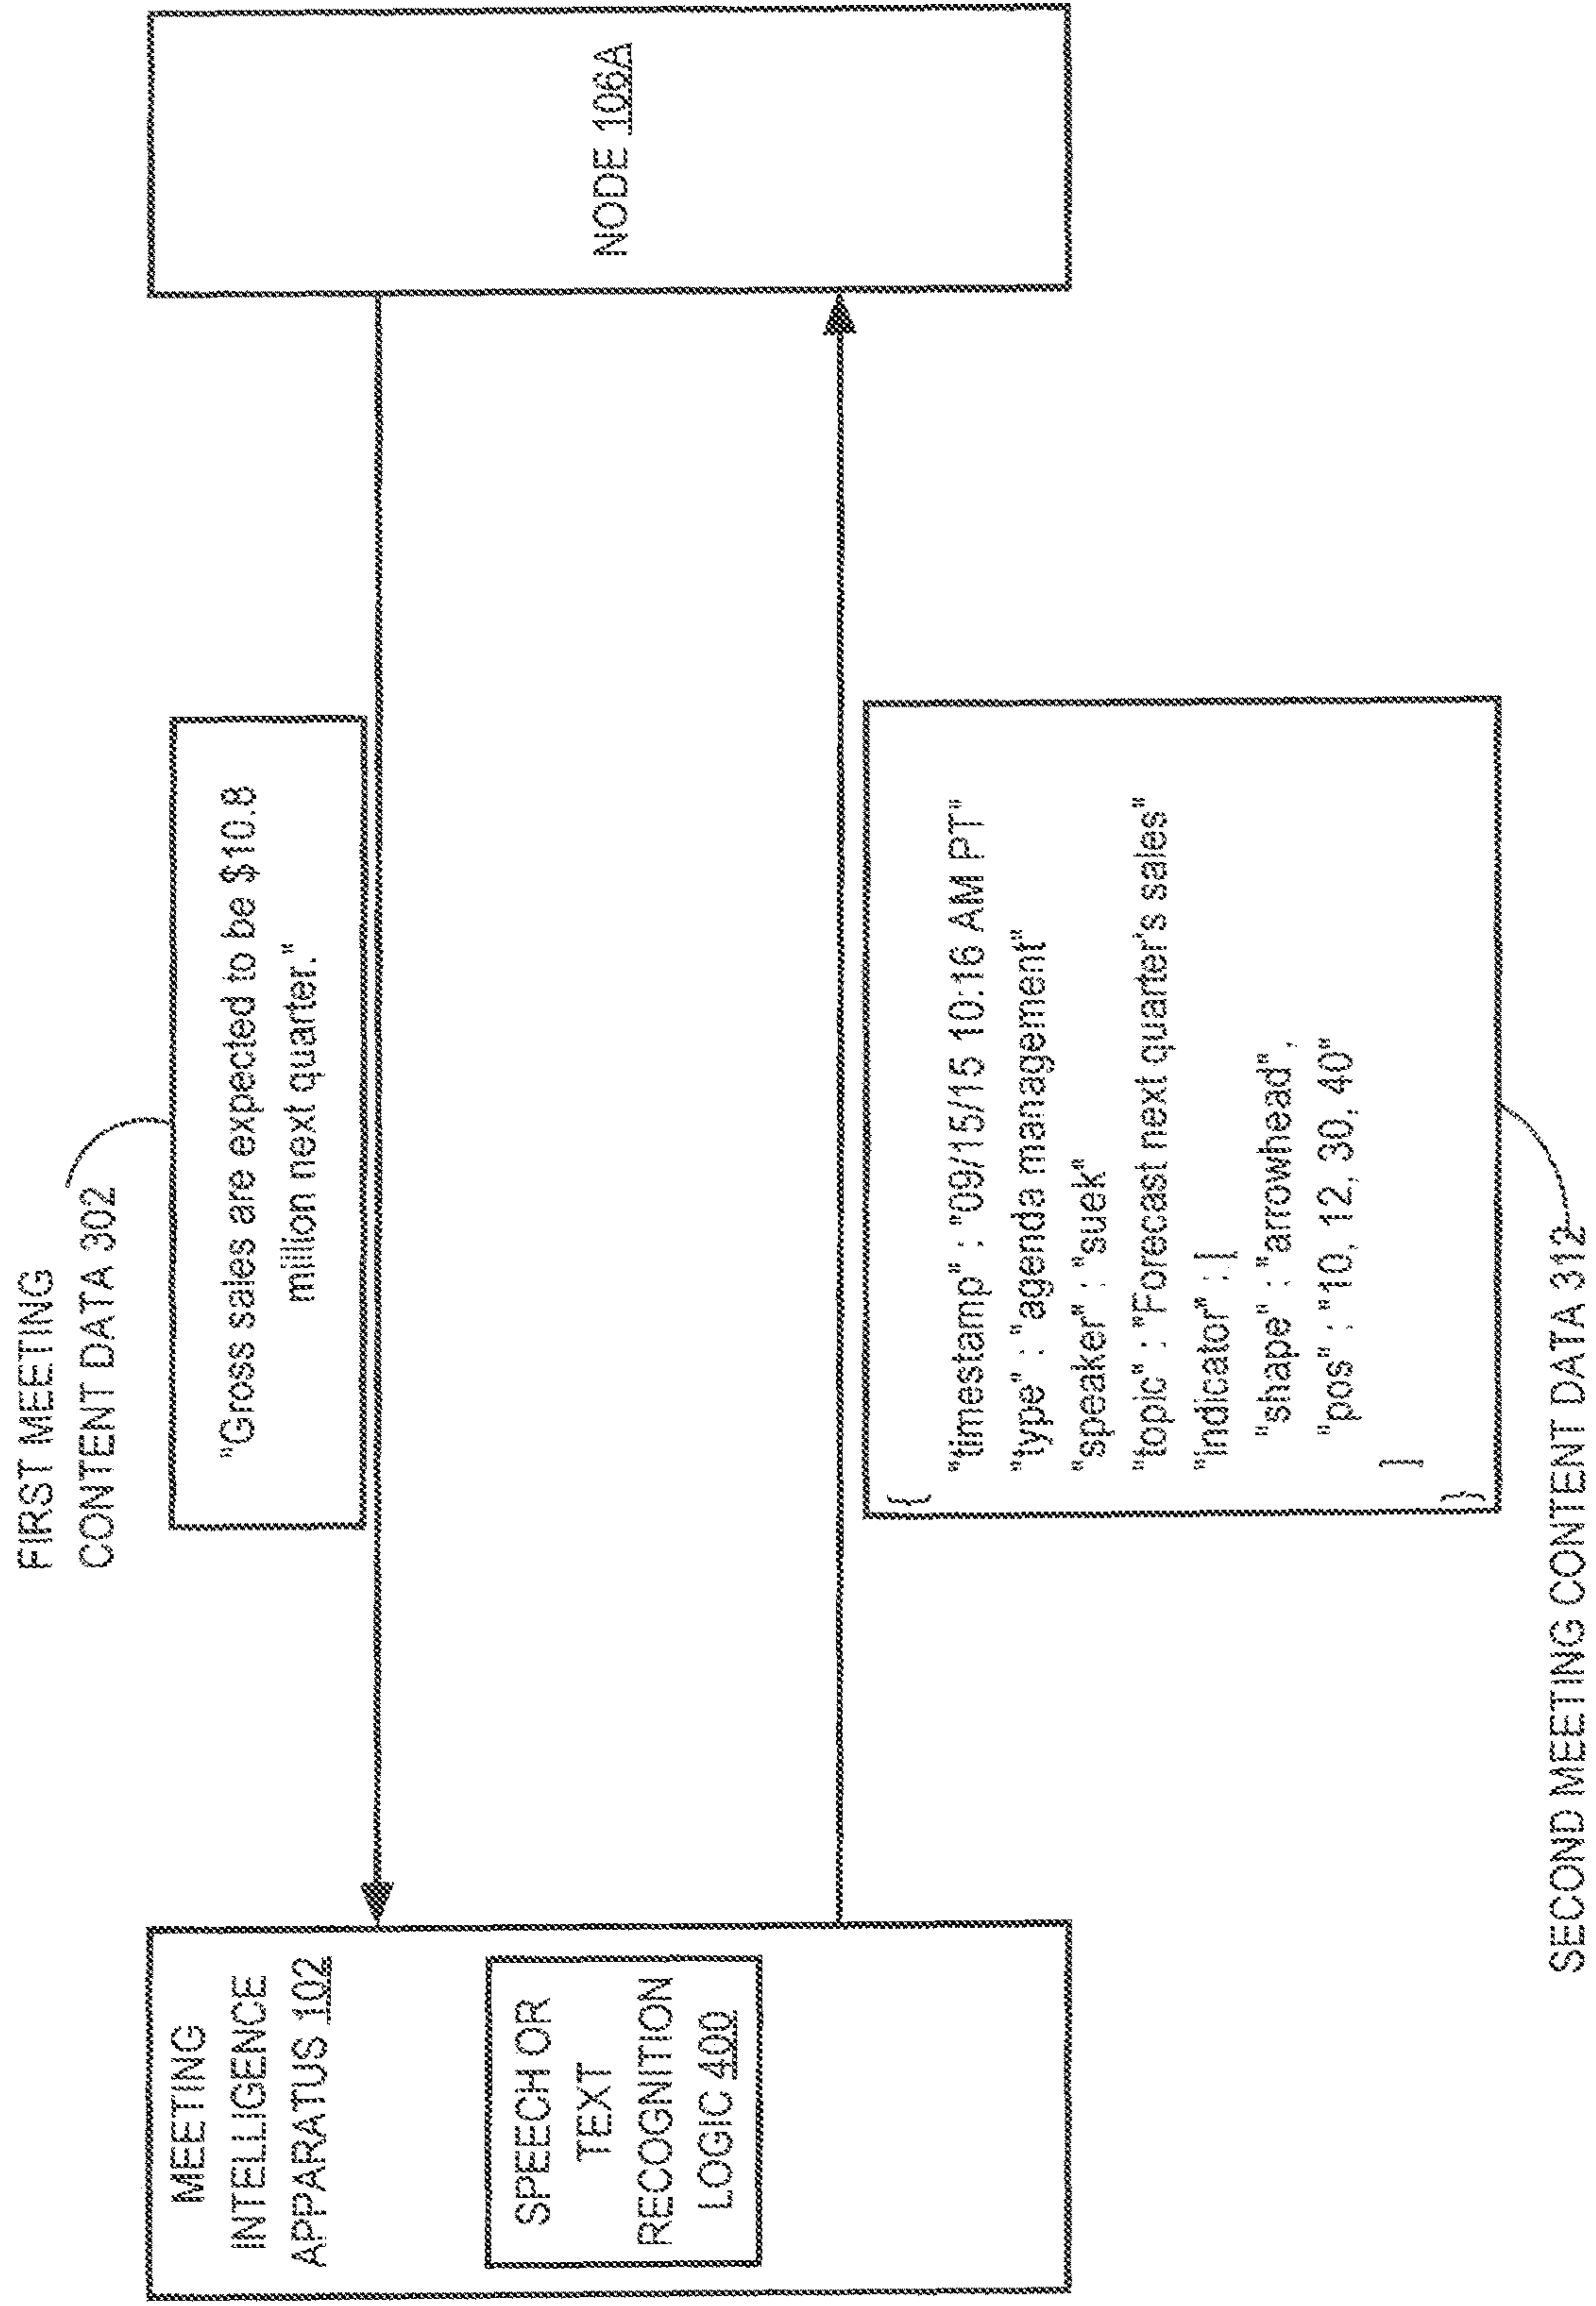 FIRST MEETING
CONTENT DATA 302
"Gross sales are expected to be $10.8
million next quarter."
MEETING
INTELLIGENCE
APPARATUS 102
SPEECH OR
TEXT
RECOGNITION
LOGIC 400
NODE 106A
{
"timestamp" : "09/15/15 10:16 AM PT"
"type" : "agenda management"
"speaker" : "suek"
"topic" : "Forecast next quarter's sales"
"indicator" : [
"shape" : "arrowhead",
"pos" : "10, 12, 30, 40"
]
}
SECOND MEETING CONTENT DATA 312